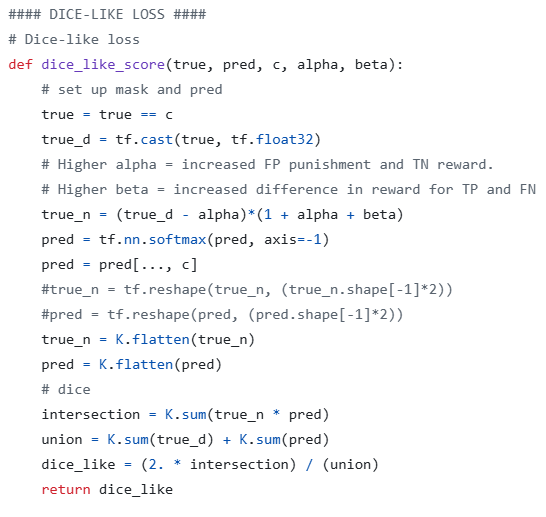 #### DICE-LIKE LOSS ####
# Dice-like loss
def dice_like_score(true, pred, c, alpha, beta):
    # set up mask and pred
    true = true == c
    true_d = tf.cast(true, tf.float32)
    # Higher alpha = increased FP punishment and TN reward.
    # Higher beta = increased difference in reward for TP and FN
    true_n = (true_d - alpha)*(1 + alpha + beta)
    pred = tf.nn.softmax(pred, axis=-1)
    pred = pred[..., c]
    #true_n = tf.reshape(true_n, (true_n.shape[-1]*2))
    #pred = tf.reshape(pred, (pred.shape[-1]*2))
    true_n = K.flatten(true_n)
    pred = K.flatten(pred)
    # dice
    intersection = K.sum(true_n * pred)
    union = K.sum(true_d) + K.sum(pred)
    dice_like = (2. * intersection) / (union)
    return dice_like